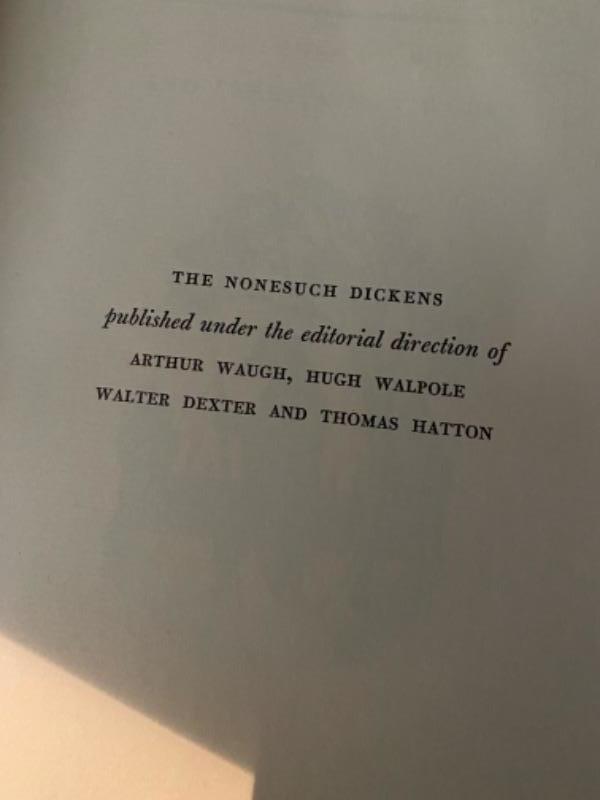 THE NONESUCH DICKENS
published under the editorial direction of
ARTHUR WAUGH, HUGH WALPOLE
WALTER DEXTER AND THOMAS HATTON